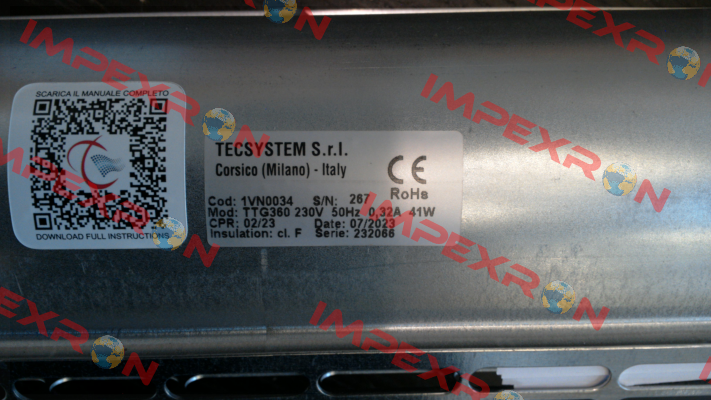 SCARICA IL MANUALE COMPLETO
DOWNLOAD FULL INSTRUCTIONS
TECSYSTEM S.r.l.
Corsico (Milano) - Italy
CE
RoHs
Cod: 1VN0034 S/N: 267
Mod: TTG360 230V 50Hz 0,32A 41W
CPR: 02/23 Date: 07/2023
Insulation: cl. F Serie: 232066
IMPEXRON
IMPEXRON
IMPEXRON
IMPEXRON
IMPEXRON
IMPEXRON